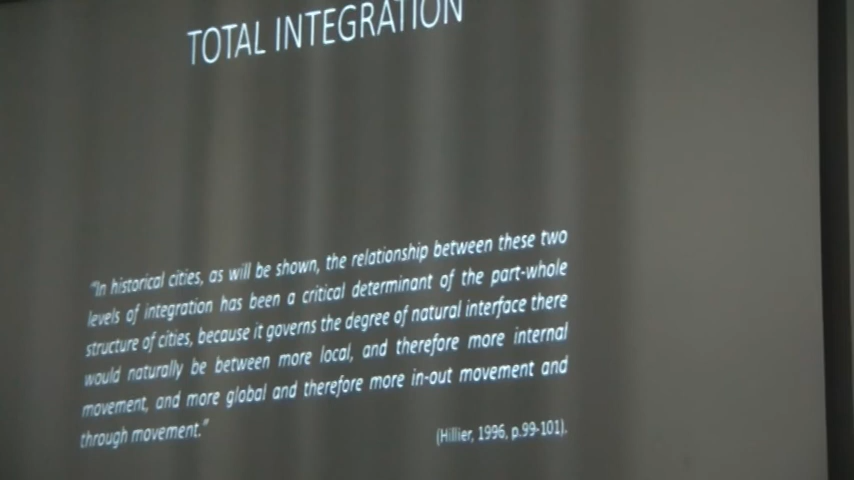 TOTAL INTEGRATION
“In historical cities, as will be shown, the relationship between these two
levels of integration has been a critical determinant of the part-whole
structure of cities, because it governs the degree of natural interface there
would naturally be between more local, and therefore more internal
movement, and more global and therefore more in-out movement and
through movement.”
(Hillier, 1996, p.99-101).